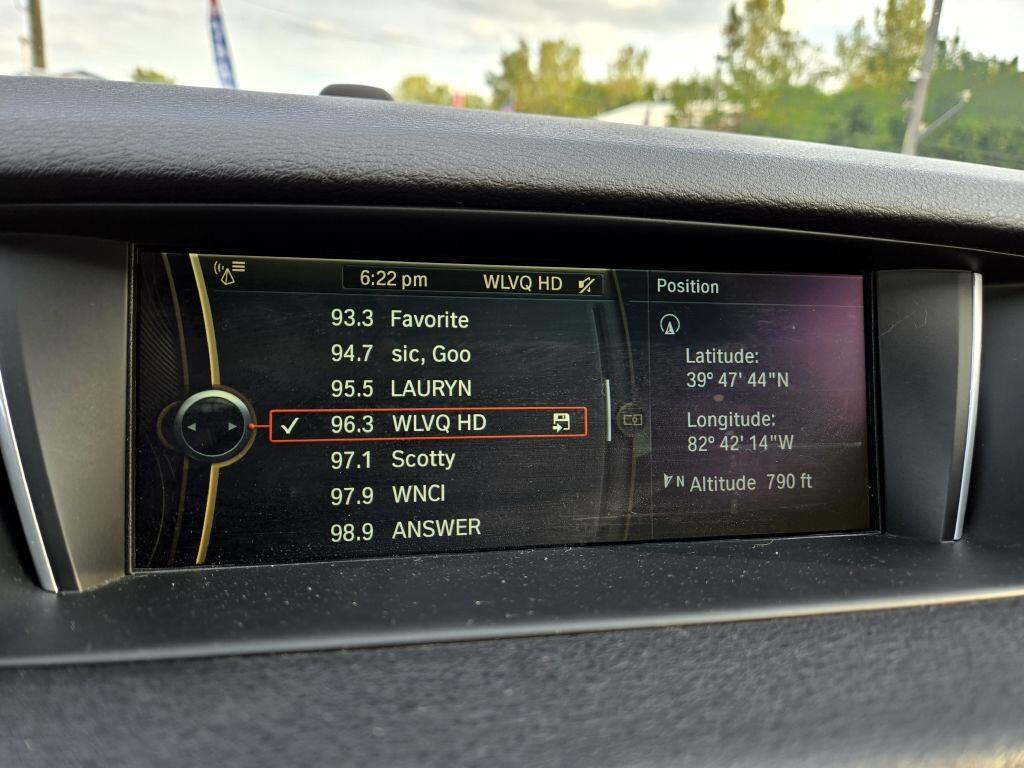 6:22 pm WLVQ HD
93.3 Favorite
94.7 sic, Goo
95.5 LAURYN
96.3 WLVQ HD
97.1 Scotty
97.9 WNCI
98.9 ANSWER
Position
Latitude:
39° 47' 44"N
Longitude:
82° 42' 14"W
N Altitude 790 ft